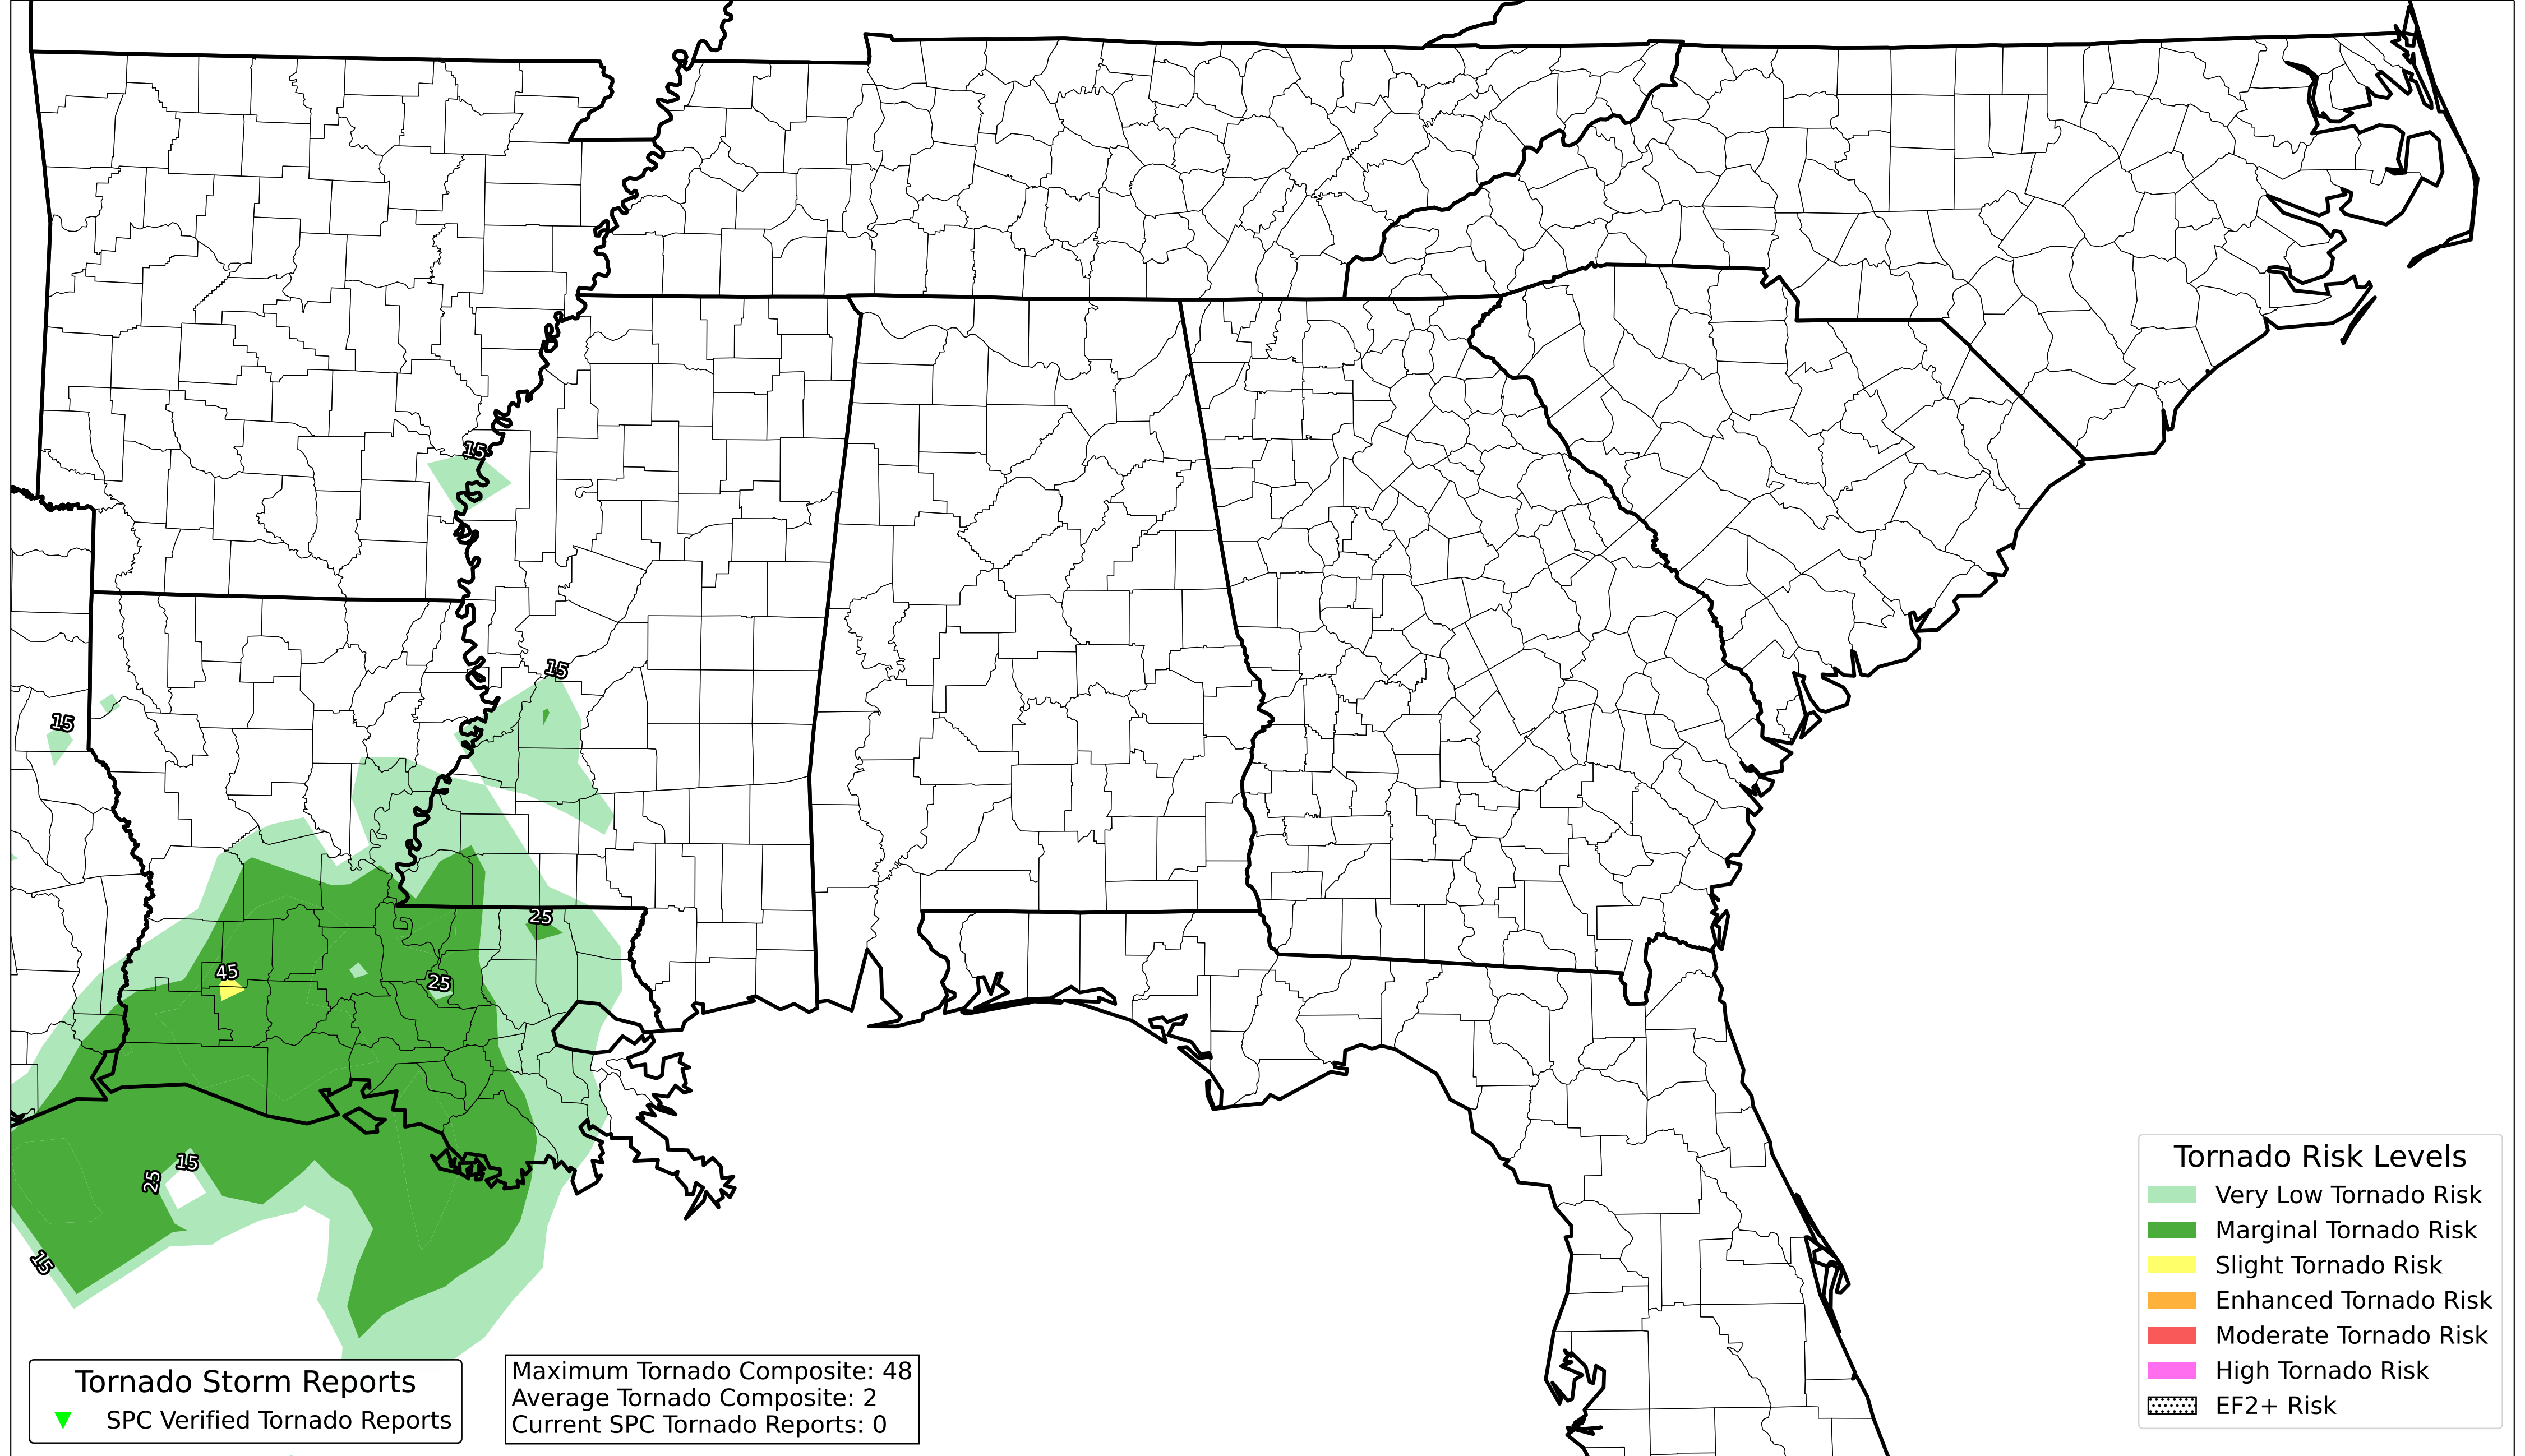 15
15
15
25
45
25
15
25
15
Tornado Storm Reports
SPC Verified Tornado Reports
Maximum Tornado Composite: 48
Average Tornado Composite: 2
Current SPC Tornado Reports: 0
Tornado Risk Levels
Very Low Tornado Risk
Marginal Tornado Risk
Slight Tornado Risk
Enhanced Tornado Risk
Moderate Tornado Risk
High Tornado Risk
EF2+ Risk